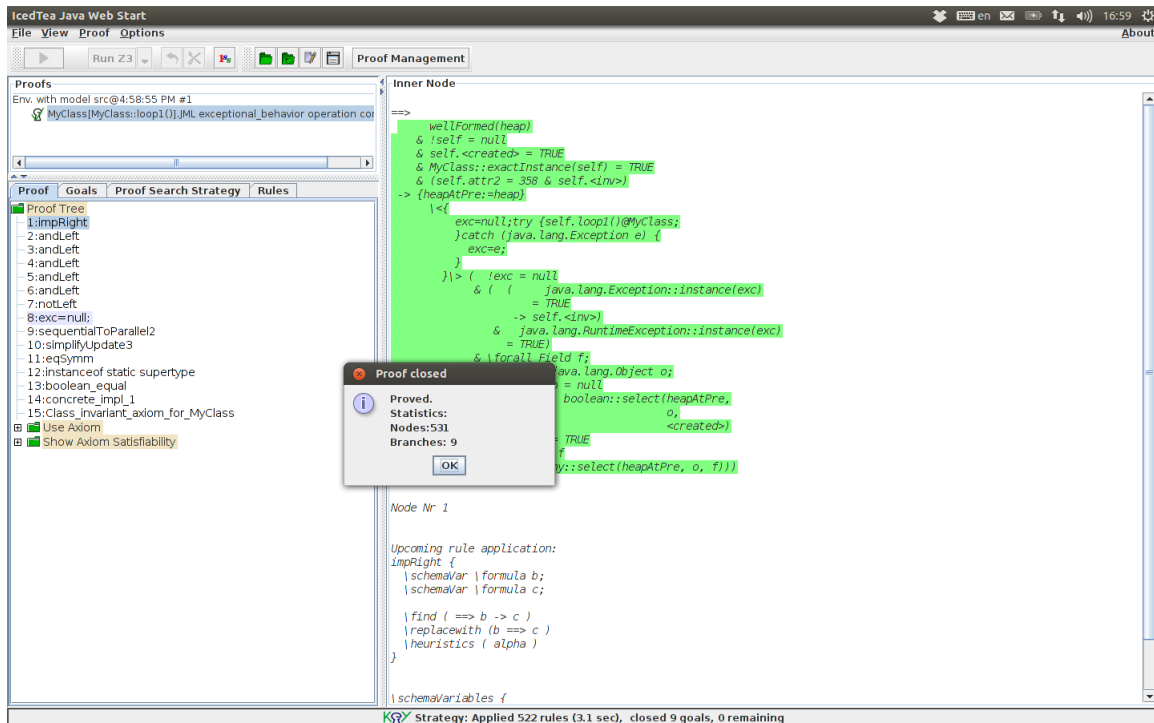 IcedTea Java Web Start
en
16:59
File View Proof Options
About
Run Z3
Proof Management
Proofs
Env. with model src@4:58:55 PM #1
MyClass[MyClass::loop1()].JML exceptional_behavior operation cor
Proof
Goals
Proof Search Strategy
Rules
Proof Tree
1:impRight
2:andLeft
3:andLeft
4:andLeft
5:andLeft
6:andLeft
7:notLeft
8:exc=null;
9:sequentialToParallel2
10:simplifyUpdate3
11:eqSymm
12:instanceof static supertype
13:boolean_equal
14:concrete_impl_1
15:Class_invariant_axiom_for_MyClass
Use Axiom
Show Axiom Satisfiability
Inner Node
==>
wellFormed(heap)
& !self = null
& self.<created> = TRUE
& MyClass::exactInstance(self) = TRUE
& (self.attr2 = 358 & self.<inv>)
-> {heapAtPre:=heap}
\<{
exc=null;try {self.loop1()@MyClass;
}catch (java.lang.Exception e) {
exc=e;
}
}\> ( !exc = null
& ( ( java.lang.Exception::instance(exc)
= TRUE
-> self.<inv>)
& java.lang.RuntimeException::instance(exc)
= TRUE)
& \forall Field f;
java.lang.Object o;
= null
boolean::select(heapAtPre,
o,
<created>)
= TRUE
f
y::select(heapAtPre, o, f)))
Proof closed
Proved.
Statistics:
Nodes:531
Branches: 9
OK
Node Nr 1
Upcoming rule application:
impRight {
\schemaVar \formula b;
\schemaVar \formula c;
\find ( ==> b -> c )
\replacewith (b ==> c )
\heuristics ( alpha )
}
\schemaVariables {
KeY Strategy: Applied 522 rules (3.1 sec), closed 9 goals, 0 remaining